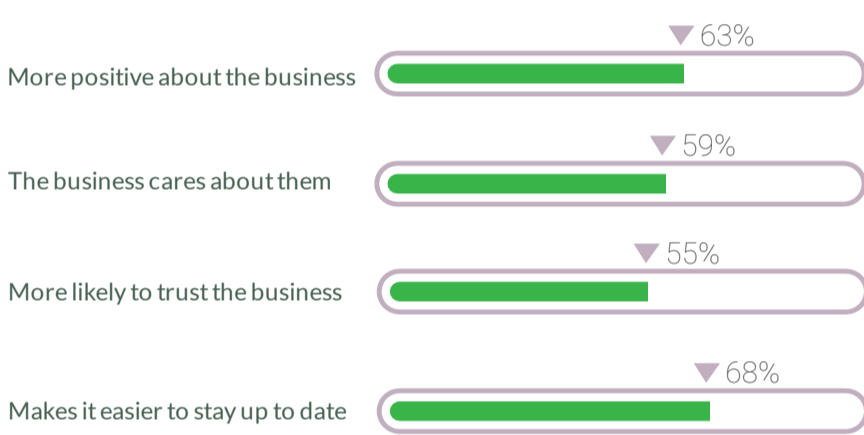 63%
More positive about the business
59%
The business cares about them
55%
More likely to trust the business
68%
Makes it easier to stay up to date